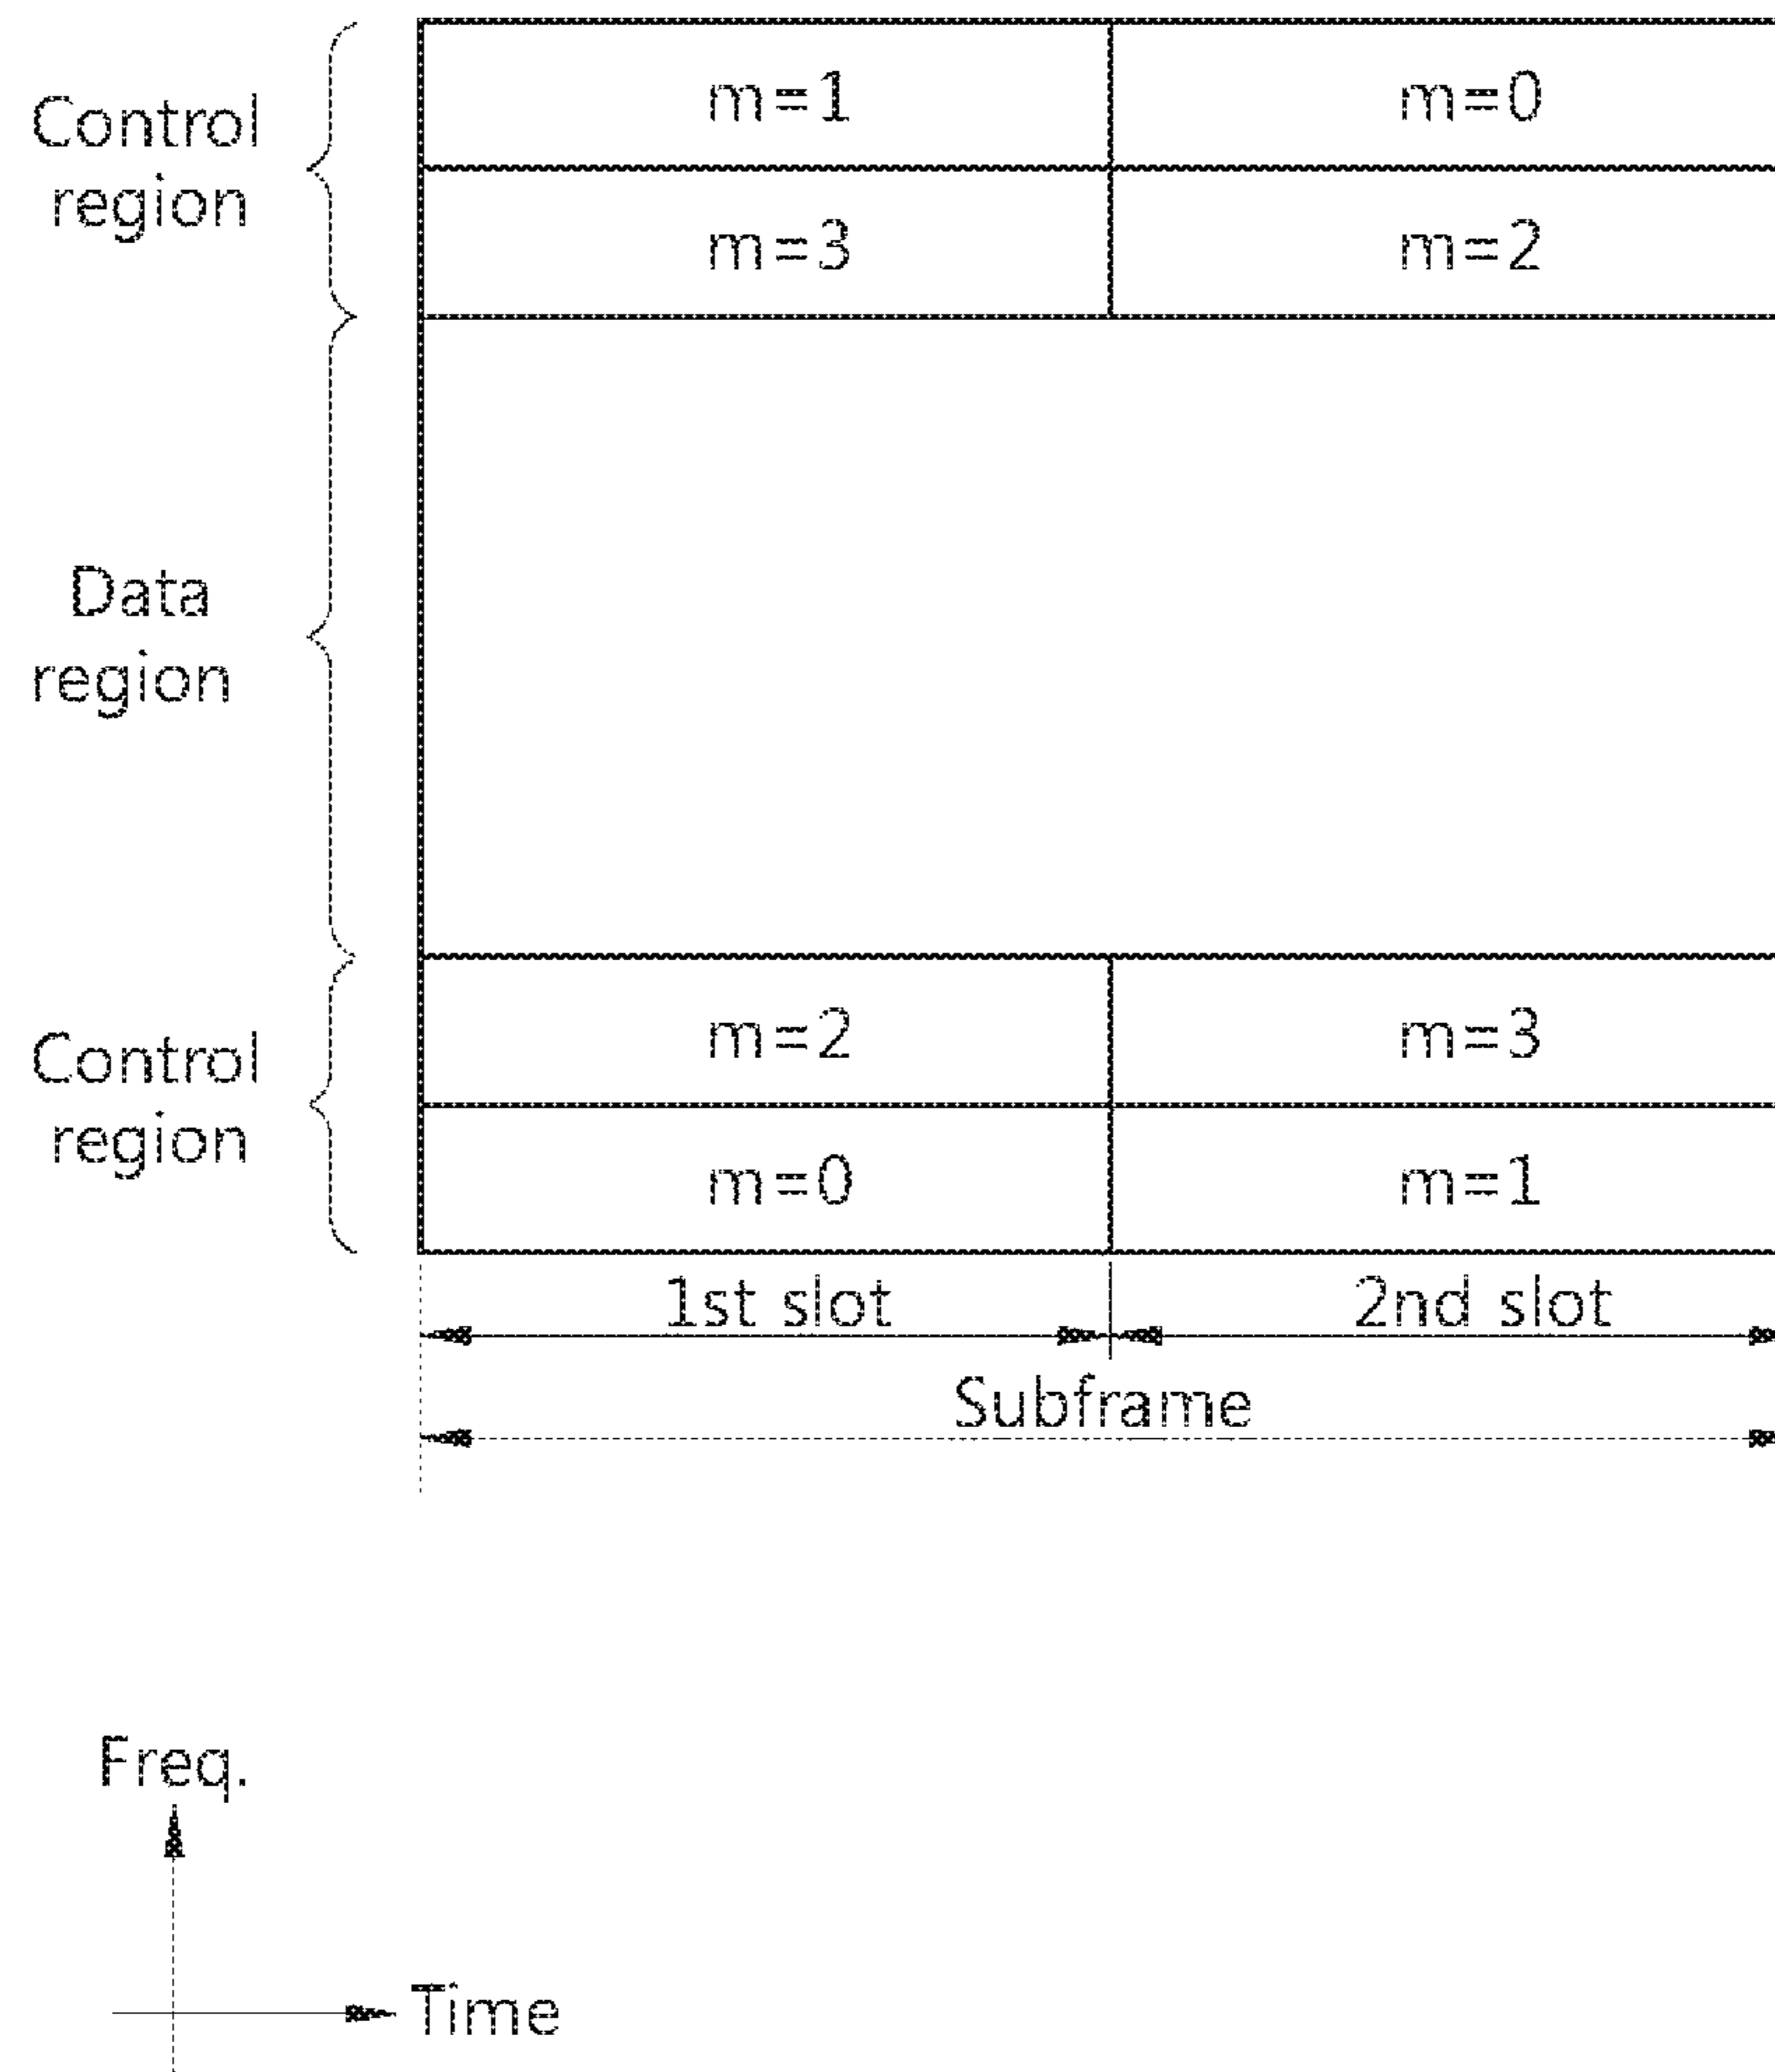 m=1 m=0
Control
region
m=3 m=2
Data
region
m=2 m=3
Control
region
m=0 m=1
1st slot 2nd slot
Subframe
Freq.
Time